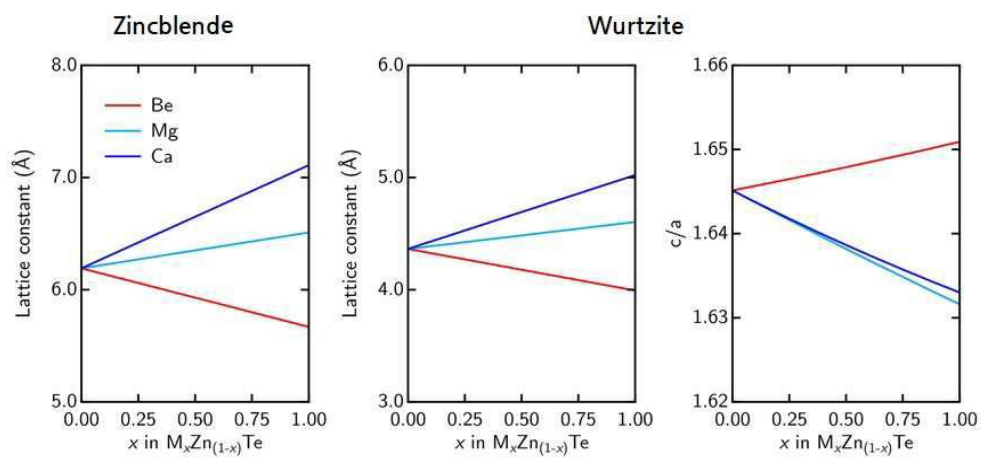 Zincblende
Wurtzite
8.0
7.0
6.0
5.0
Lattice constant (Å)
Be
Mg
Ca
0.00 0.25 0.50 0.75 1.00
x in MₓZn₍₁₋ₓ₎Te
6.0
5.0
4.0
3.0
Lattice constant (Å)
0.00 0.25 0.50 0.75 1.00
x in MₓZn₍₁₋ₓ₎Te
1.66
1.65
1.64
1.63
1.62
c/a
0.00 0.25 0.50 0.75 1.00
x in MₓZn₍₁₋ₓ₎Te